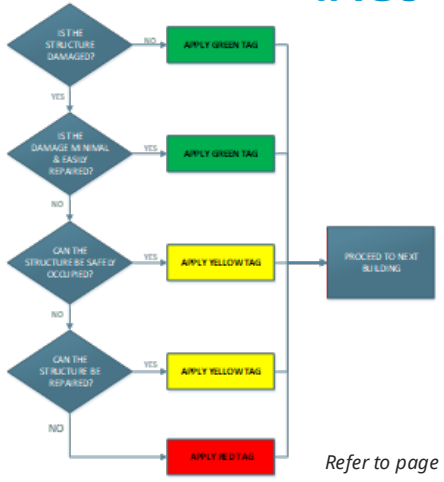 IS THE
STRUCTURE
DAMAGED?
NO
APPLY GREEN TAG
YES
IS THE
DAMAGE MINIMAL
& EASILY
REPAIRED?
YES
APPLY GREEN TAG
NO
CAN THE
STRUCTURE BE SAFELY
OCCUPIED?
YES
APPLY YELLOW TAG
PROCEED TO NEXT
BUILDING
NO
CAN THE
STRUCTURE BE
REPAIRED?
YES
APPLY YELLOW TAG
NO
APPLY RED TAG
Refer to page